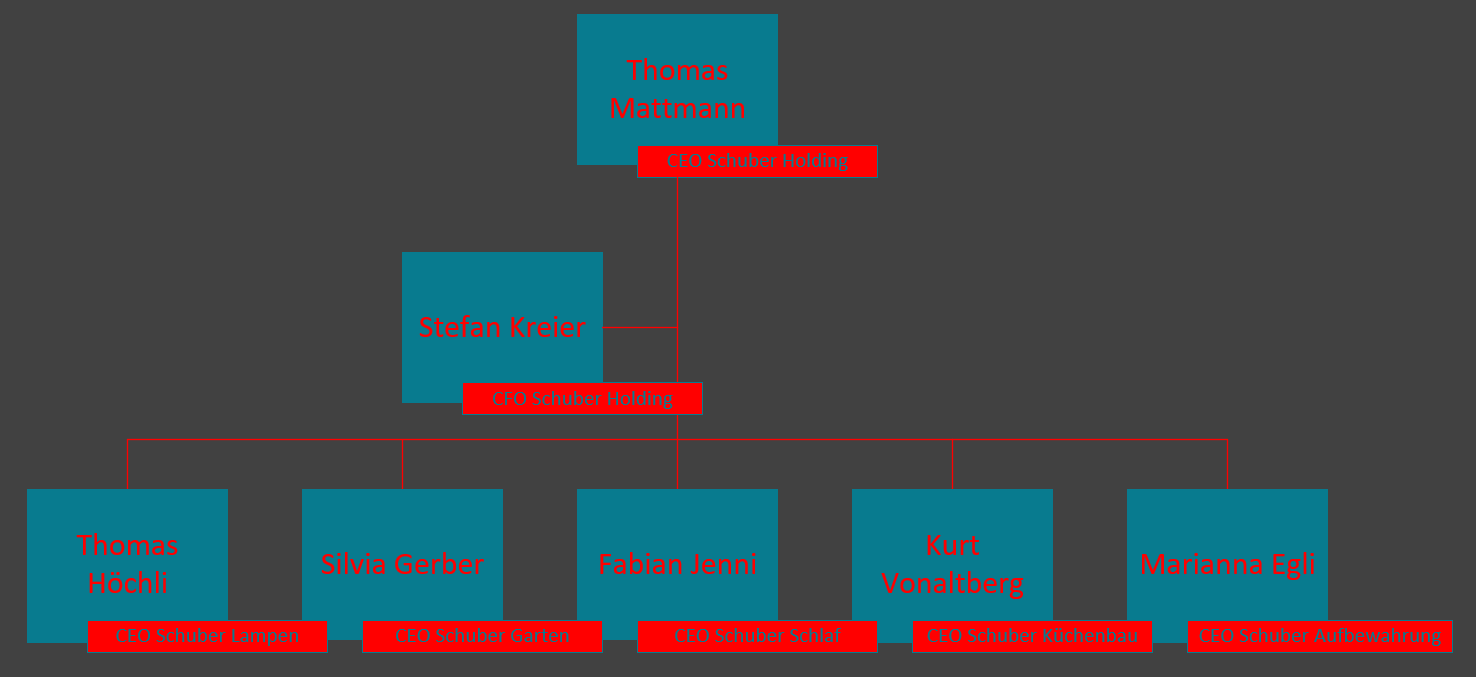 Thomas
Mattmann
CEO Schuber Holding
Stefan Kreier
CFO Schuber Holding
Thomas
Höchli
CEO Schuber Lampen
Silvia Gerber
CEO Schuber Garten
Fabian Jenni
CEO Schuber Schlaf
Kurt
Vonaltberg
CEO Schuber Küchenbau
Marianna Egli
CEO Schuber Aufbewahrung